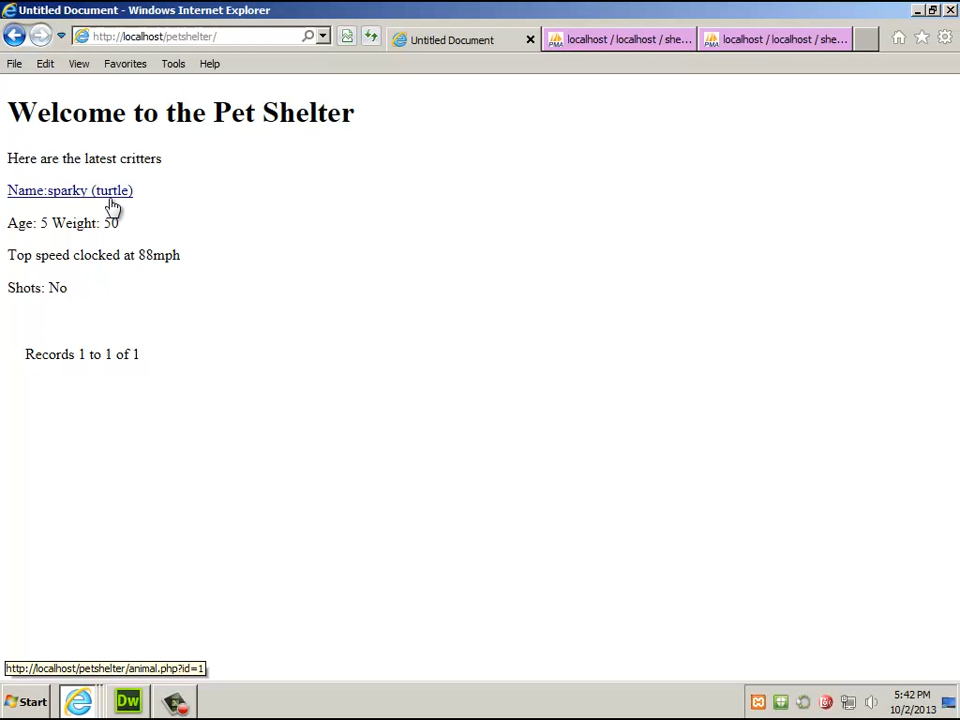 Untitled Document - Windows Internet Explorer
http://localhost/petshelter/
Untitled Document
localhost / localhost / she...
localhost / localhost / she...
File Edit View Favorites Tools Help
Welcome to the Pet Shelter
Here are the latest critters
Name:sparky (turtle)
Age: 5 Weight: 50
Top speed clocked at 88mph
Shots: No
Records 1 to 1 of 1
http://localhost/petshelter/animal.php?id=1
Start
Dw
5:42 PM
10/2/2013